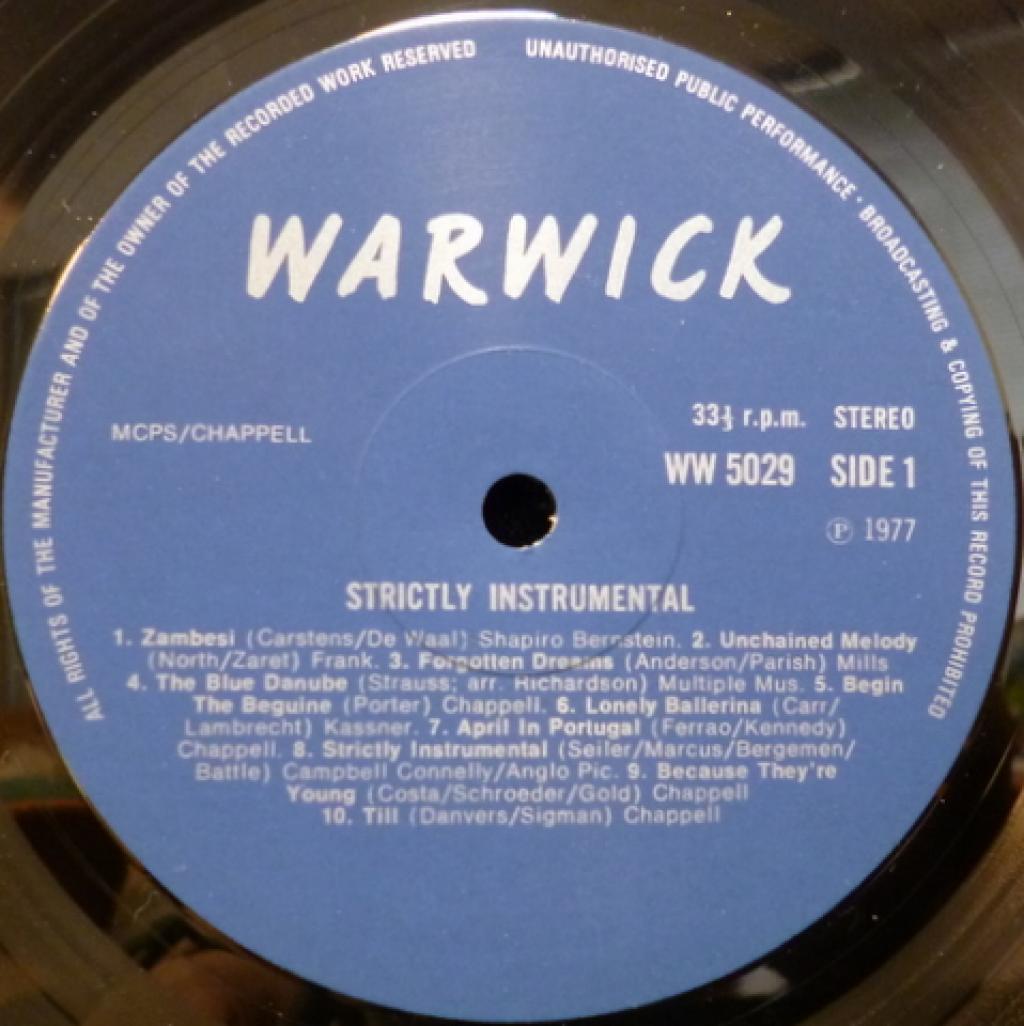 ALL RIGHTS OF THE MANUFACTURER AND OF THE OWNER OF THE RECORDED WORK RESERVED
UNAUTHORISED PUBLIC PERFORMANCE · BROADCASTING & COPYING OF THIS RECORD PROHIBITED
WARWICK
MCPS/CHAPPELL
33⅓ r.p.m. STEREO
WW 5029 SIDE 1
Ⓟ 1977
STRICTLY INSTRUMENTAL
1. Zambesi (Carstens/De Waal) Shapiro Bernstein. 2. Unchained Melody
(North/Zaret) Frank. 3. Forgotten Dreams (Anderson/Parish) Mills
4. The Blue Danube (Strauss; arr. Richardson) Multiple Mus. 5. Begin
The Beguine (Porter) Chappell. 6. Lonely Ballerina (Carr/
Lambrecht) Kassner. 7. April In Portugal (Ferrao/Kennedy)
Chappell. 8. Strictly Instrumental (Seiler/Marcus/Bergemen/
Battle) Campbell Connelly/Anglo Pic. 9. Because They're
Young (Costa/Schroeder/Gold) Chappell
10. Till (Danvers/Sigman) Chappell